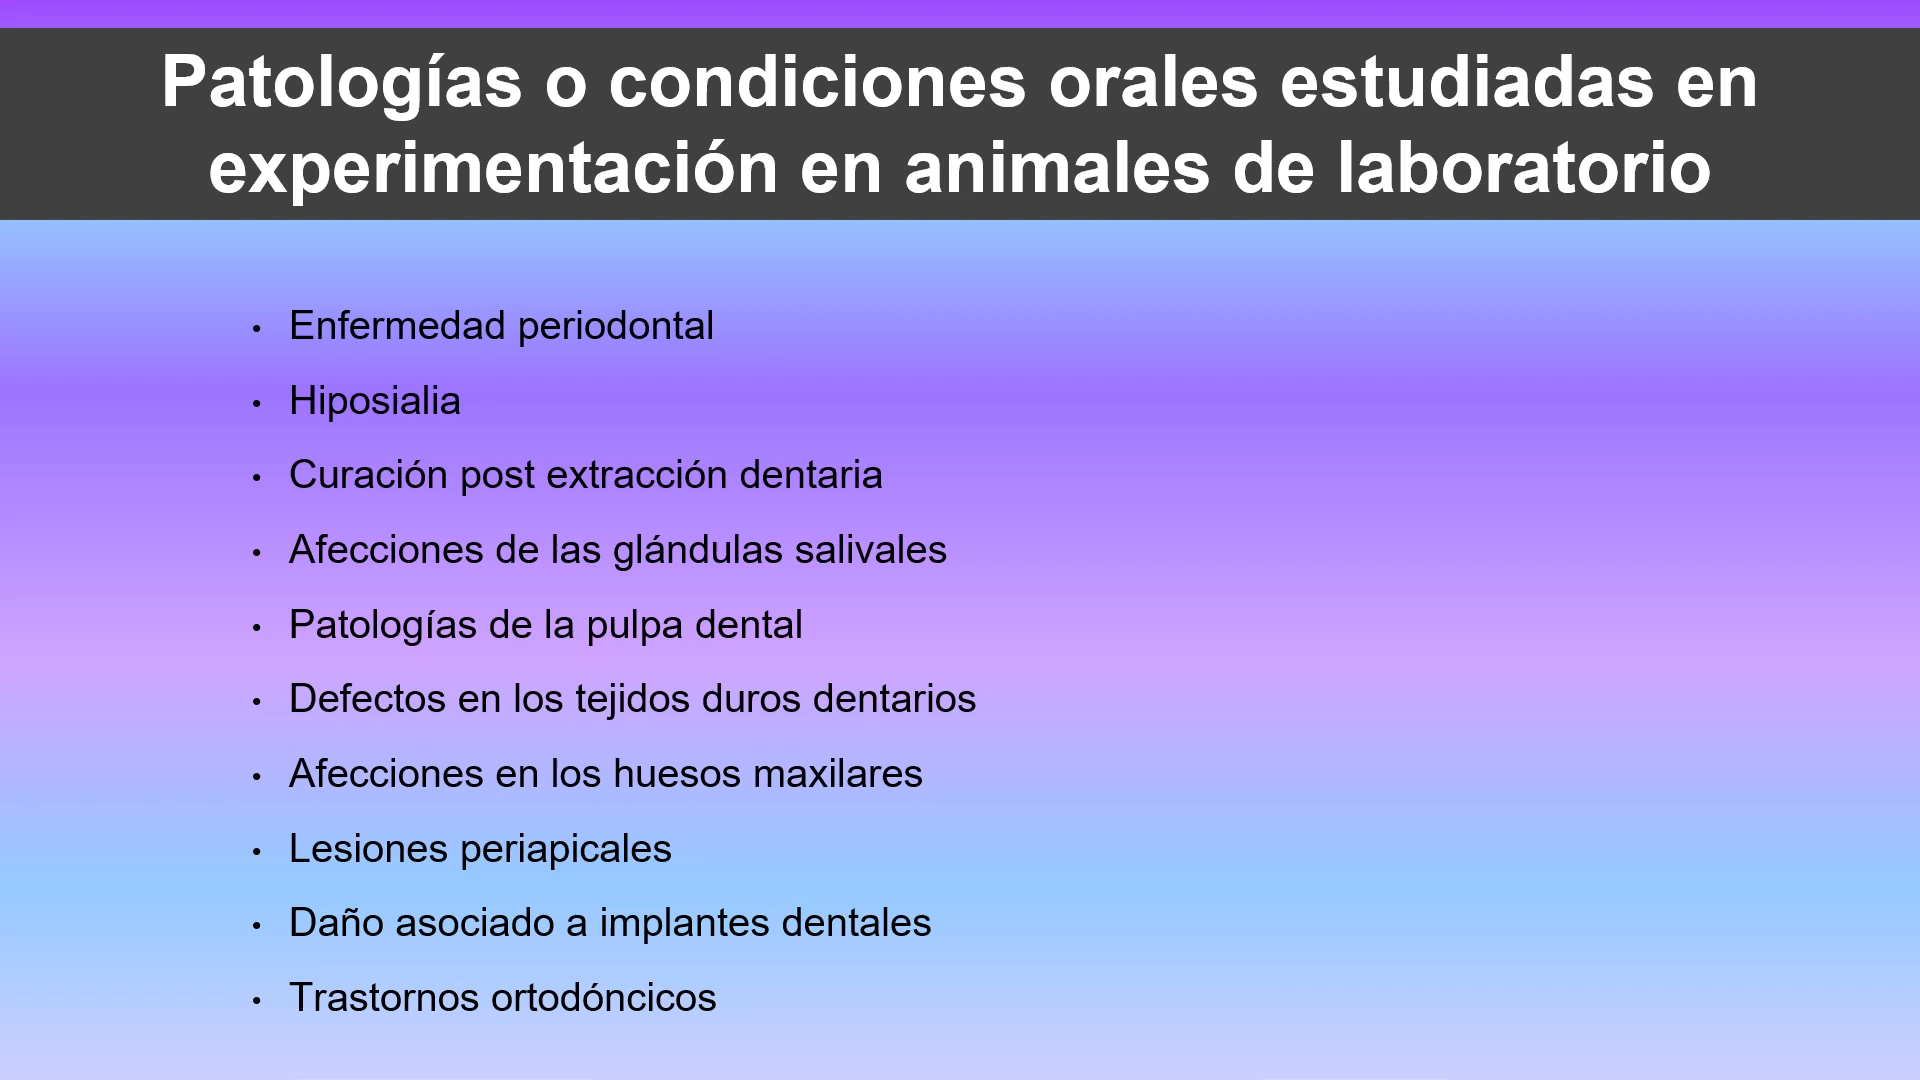 Patologías o condiciones orales estudiadas en
experimentación en animales de laboratorio
• Enfermedad periodontal
• Hiposialia
• Curación post extracción dentaria
• Afecciones de las glándulas salivales
• Patologías de la pulpa dental
• Defectos en los tejidos duros dentarios
• Afecciones en los huesos maxilares
• Lesiones periapicales
• Daño asociado a implantes dentales
• Trastornos ortodóncicos